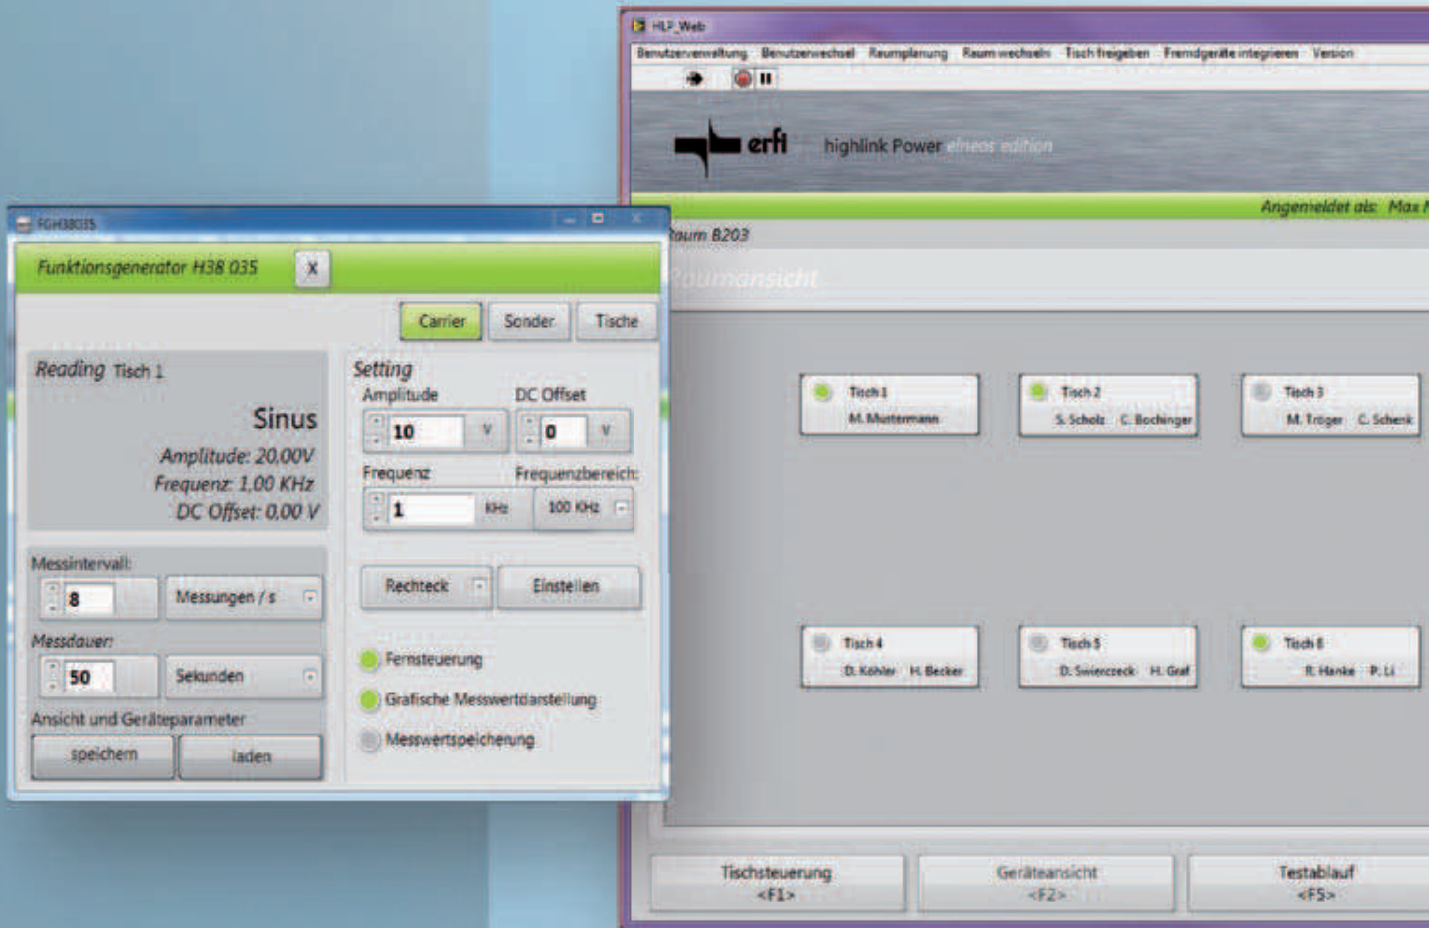 HLP_Web
Benutzerverwaltung Benutzerwechsel Raumplanung Raum wechseln Tisch freigeben Fremdgeräte integrieren Version
erfi highlink Power elneos edition
Angemeldet als: Max M
Raum B203
Raumansicht
Tisch 1
M. Mustermann
Tisch 2
S. Scholz C. Bochinger
Tisch 3
M. Tröger C. Schenk
Tisch 4
D. Köhler H. Becker
Tisch 5
D. Swierczeck H. Graf
Tisch 6
R. Hanke P. Li
Tischsteuerung
<F1>
Geräteansicht
<F2>
Testablauf
<F5>
FGH38035
Funktionsgenerator H38 035 X
Carrier Sonder Tische
Reading Tisch 1
Sinus
Amplitude: 20,00V
Frequenz: 1,00 KHz
DC Offset: 0,00 V
Messintervall:
8 Messungen / s
Messdauer:
50 Sekunden
Ansicht und Geräteparameter
speichern laden
Setting
Amplitude DC Offset
10 V 0 V
Frequenz Frequenzbereich:
1 KHz 100 KHz
Rechteck Einstellen
Fernsteuerung
Grafische Messwertdarstellung
Messwertspeicherung